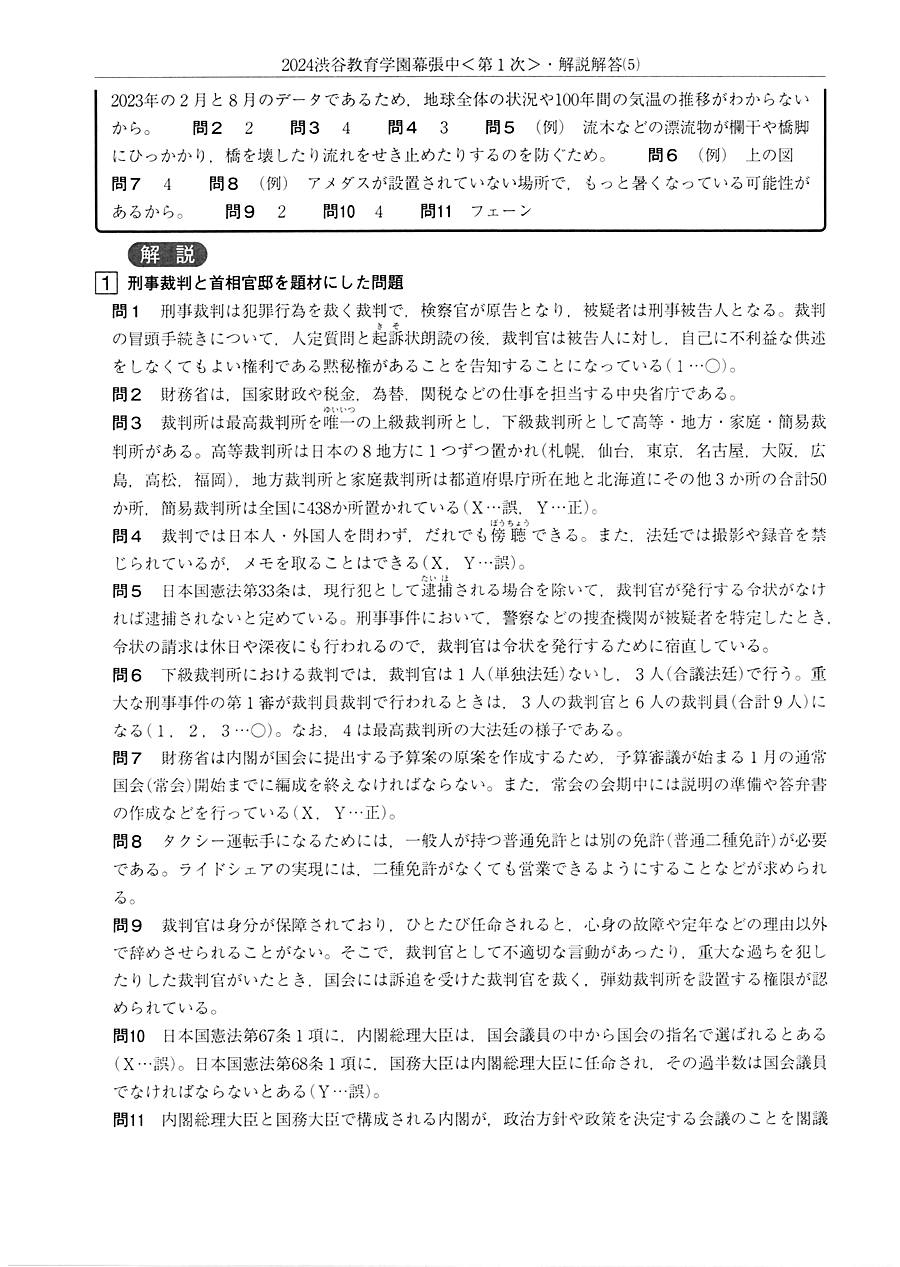 2024渋谷教育学園幕張中＜第１次＞・解説解答(5)
2023年の２月と８月のデータであるため，地球全体の状況や100年間の気温の推移がわからない
から。　問２　２　問３　４　問４　３　問５　（例）　流木などの漂流物が欄干や橋脚
にひっかかり，橋を壊したり流れをせき止めたりするのを防ぐため。　問６　（例）　上の図
問７　４　問８　（例）　アメダスが設置されていない場所で，もっと暑くなっている可能性が
あるから。　問９　２　問10　４　問11　フェーン
解説
1　刑事裁判と首相官邸を題材にした問題
問１　刑事裁判は犯罪行為を裁く裁判で，検察官が原告となり，被疑者は刑事被告人となる。裁判
の冒頭手続きについて，人定質問と起訴状朗読の後，裁判官は被告人に対し，自己に不利益な供述
をしなくてもよい権利である黙秘権があることを告知することになっている(１…○)。
問２　財務省は，国家財政や税金，為替，関税などの仕事を担当する中央省庁である。
問３　裁判所は最高裁判所を唯一の上級裁判所とし，下級裁判所として高等・地方・家庭・簡易裁
判所がある。高等裁判所は日本の８地方に１つずつ置かれ(札幌，仙台，東京，名古屋，大阪，広
島，高松，福岡)，地方裁判所と家庭裁判所は都道府県庁所在地と北海道にその他３か所の合計50
か所，簡易裁判所は全国に438か所置かれている(Ｘ…誤，Ｙ…正)。
問４　裁判では日本人・外国人を問わず，だれでも傍聴できる。また，法廷では撮影や録音を禁
じられているが，メモを取ることはできる(Ｘ，Ｙ…誤)。
問５　日本国憲法第33条は，現行犯として逮捕される場合を除いて，裁判官が発行する令状がなけ
れば逮捕されないと定めている。刑事事件において，警察などの捜査機関が被疑者を特定したとき，
令状の請求は休日や深夜にも行われるので，裁判官は令状を発行するために宿直している。
問６　下級裁判所における裁判では，裁判官は１人(単独法廷)ないし，３人(合議法廷)で行う。重
大な刑事事件の第１審が裁判員裁判で行われるときは，３人の裁判官と６人の裁判員(合計９人)に
なる(１，２，３…○)。なお，４は最高裁判所の大法廷の様子である。
問７　財務省は内閣が国会に提出する予算案の原案を作成するため，予算審議が始まる１月の通常
国会(常会)開始までに編成を終えなければならない。また，常会の会期中には説明の準備や答弁書
の作成などを行っている(Ｘ，Ｙ…正)。
問８　タクシー運転手になるためには，一般人が持つ普通免許とは別の免許(普通二種免許)が必要
である。ライドシェアの実現には，二種免許がなくても営業できるようにすることなどが求められ
る。
問９　裁判官は身分が保障されており，ひとたび任命されると，心身の故障や定年などの理由以外
で辞めさせられることがない。そこで，裁判官として不適切な言動があったり，重大な過ちを犯し
たりした裁判官がいたとき，国会には訴追を受けた裁判官を裁く，弾劾裁判所を設置する権限が認
められている。
問10　日本国憲法第67条１項に，内閣総理大臣は，国会議員の中から国会の指名で選ばれるとある
(Ｘ…誤)。日本国憲法第68条１項に，国務大臣は内閣総理大臣に任命され，その過半数は国会議員
でなければならないとある(Ｙ…誤)。
問11　内閣総理大臣と国務大臣で構成される内閣が，政治方針や政策を決定する会議のことを閣議